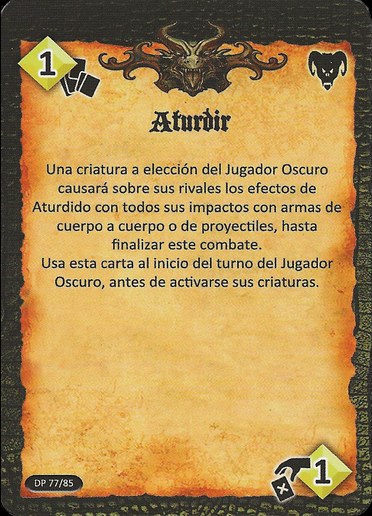 1
Aturdir
Una criatura a elección del Jugador Oscuro
causará sobre sus rivales los efectos de
Aturdido con todos sus impactos con armas de
cuerpo a cuerpo o de proyectiles, hasta
finalizar este combate.
Usa esta carta al inicio del turno del Jugador
Oscuro, antes de activarse sus criaturas.
DP 77/85
1